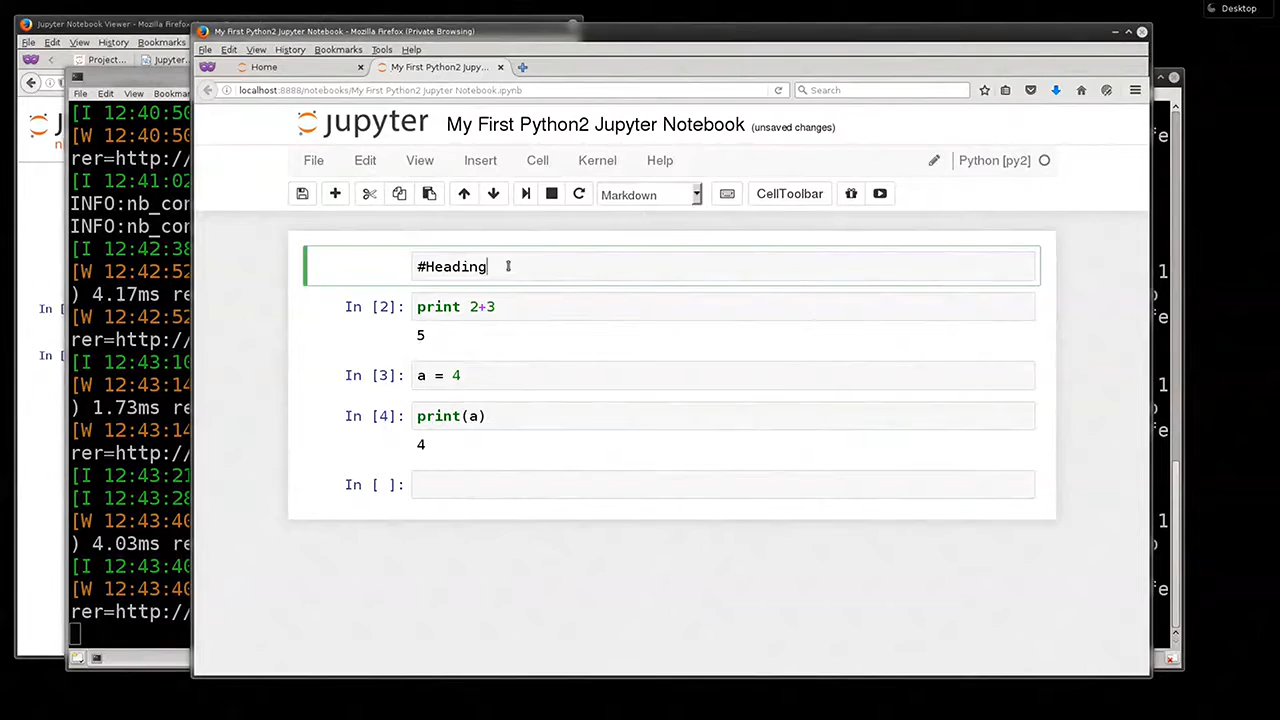 Desktop
Jupyter Notebook Viewer - Mozilla Firefox
File Edit View History Bookmarks
Project... Jupyter...
My First Python2 Jupyter Notebook - Mozilla Firefox (Private Browsing)
File Edit View History Bookmarks Tools Help
Home My First Python2 Jupy...
localhost:8888/notebooks/My First Python2 Jupyter Notebook.ipynb
Search
jupyter My First Python2 Jupyter Notebook (unsaved changes)
File Edit View Insert Cell Kernel Help Python [py2]
Markdown CellToolbar
#Heading
In [2]: print 2+3
5
In [3]: a = 4
In [4]: print(a)
4
In [ ]:
File Edit View Bookmar
[I 12:40:50
[W 12:40:50
rer=http://
[I 12:41:02
INFO:nb_con
INFO:nb_con
[I 12:42:38
[W 12:42:52
) 4.17ms re
[W 12:42:52
rer=http://
[I 12:43:10
[W 12:43:14
) 1.73ms re
[W 12:43:14
rer=http://
[I 12:43:21
[I 12:43:28
[W 12:43:40
) 4.03ms re
[I 12:43:40
[W 12:43:40
rer=http://
In [
In [